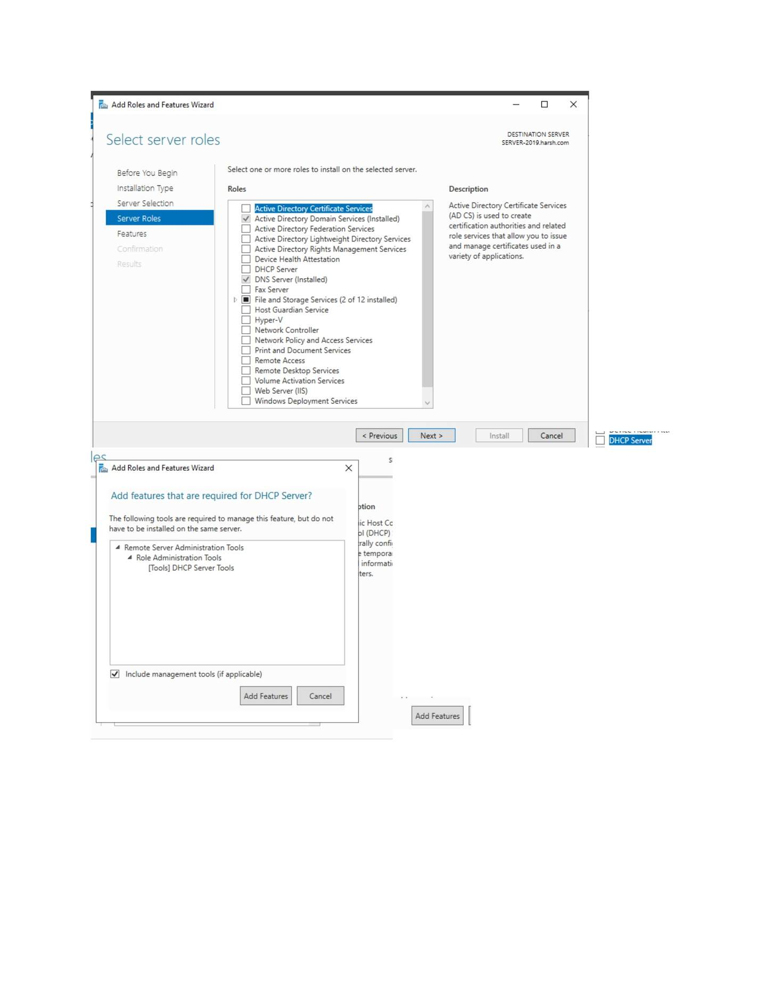 Add Roles and Features Wizard
Select server roles
DESTINATION SERVER
SERVER-2019.harsh.com
Before You Begin
Installation Type
Server Selection
Server Roles
Features
Confirmation
Results
Select one or more roles to install on the selected server.
Roles
Active Directory Certificate Services
Active Directory Domain Services (Installed)
Active Directory Federation Services
Active Directory Lightweight Directory Services
Active Directory Rights Management Services
Device Health Attestation
DHCP Server
DNS Server (Installed)
Fax Server
File and Storage Services (2 of 12 installed)
Host Guardian Service
Hyper-V
Network Controller
Network Policy and Access Services
Print and Document Services
Remote Access
Remote Desktop Services
Volume Activation Services
Web Server (IIS)
Windows Deployment Services
Description
Active Directory Certificate Services
(AD CS) is used to create
certification authorities and related
role services that allow you to issue
and manage certificates used in a
variety of applications.
< Previous
Next >
Install
Cancel
DHCP Server
les
Add Roles and Features Wizard
Add features that are required for DHCP Server?
The following tools are required to manage this feature, but do not
have to be installed on the same server.
Remote Server Administration Tools
Role Administration Tools
[Tools] DHCP Server Tools
Include management tools (if applicable)
Add Features
Cancel
ption
ic Host Co
ol (DHCP)
rally confi
e tempora
informati
ters.
Add Features